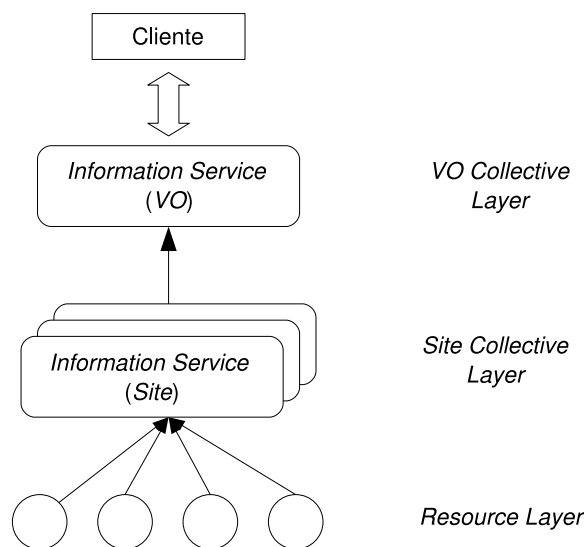 Cliente
Information Service
(VO)
VO Collective
Layer
Information Service
(Site)
Site Collective
Layer
Resource Layer